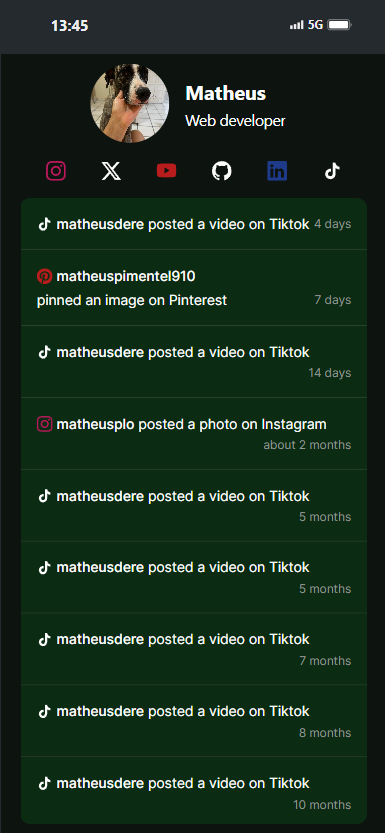 13:45 5G
Matheus
Web developer
matheusdere posted a video on Tiktok 4 days
matheuspimentel910
pinned an image on Pinterest 7 days
matheusdere posted a video on Tiktok
14 days
matheusplo posted a photo on Instagram
about 2 months
matheusdere posted a video on Tiktok
5 months
matheusdere posted a video on Tiktok
5 months
matheusdere posted a video on Tiktok
7 months
matheusdere posted a video on Tiktok
8 months
matheusdere posted a video on Tiktok
10 months